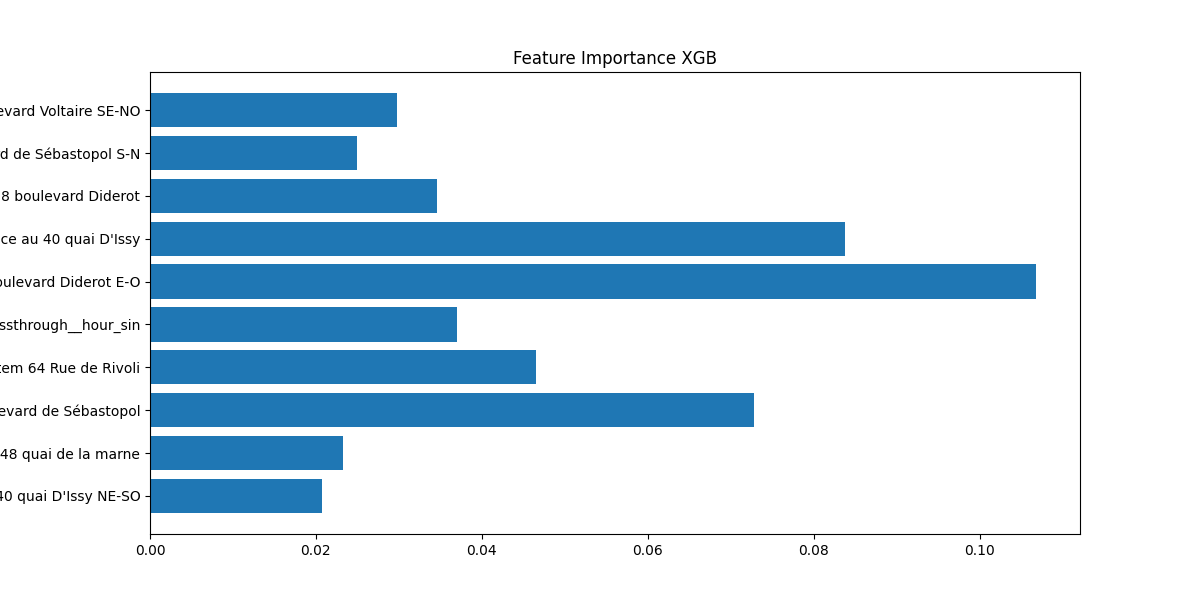 Feature Importance XGB
evard Voltaire SE-NO
d de Sébastopol S-N
8 boulevard Diderot
ce au 40 quai D'Issy
oulevard Diderot E-O
ssthrough__hour_sin
tem 64 Rue de Rivoli
evard de Sébastopol
48 quai de la marne
40 quai D'Issy NE-SO
0.00 0.02 0.04 0.06 0.08 0.10